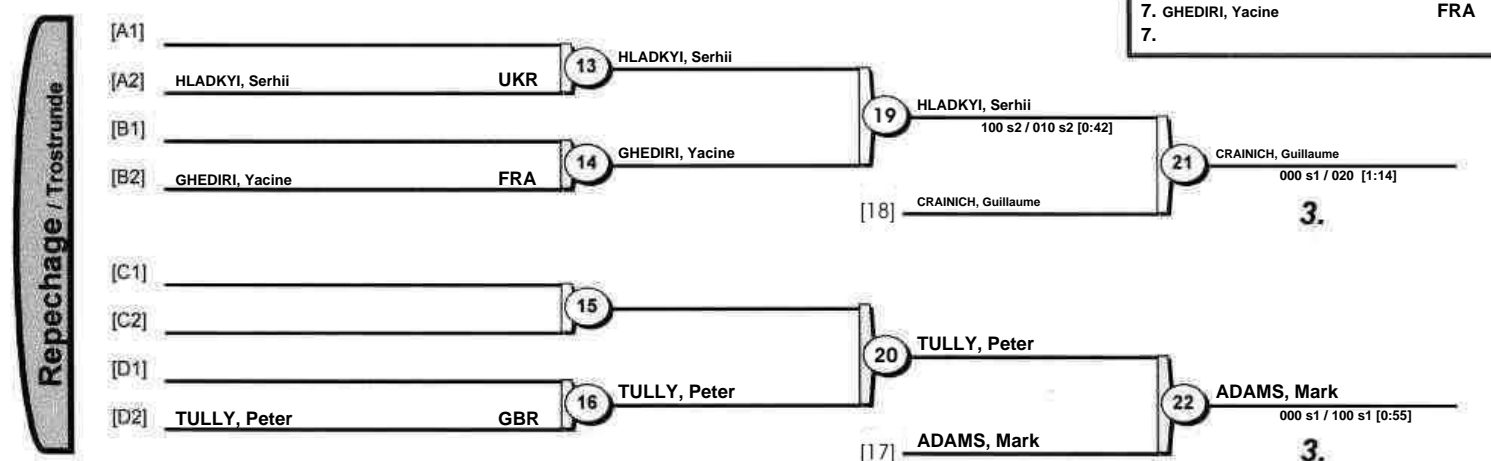 7. GHEDIRI, Yacine FRA
7.
Repechage / Trostrunde
[A1]
[A2] HLADKYI, Serhii UKR
13 HLADKYI, Serhii
[B1]
[B2] GHEDIRI, Yacine FRA
14 GHEDIRI, Yacine
19 HLADKYI, Serhii
100 s2 / 010 s2 [0:42]
[18] CRAINICH, Guillaume
21 CRAINICH, Guillaume
000 s1 / 020 [1:14]
3.
[C1]
[C2]
15
[D1]
[D2] TULLY, Peter GBR
16 TULLY, Peter
20 TULLY, Peter
[17] ADAMS, Mark
22 ADAMS, Mark
000 s1 / 100 s1 [0:55]
3.